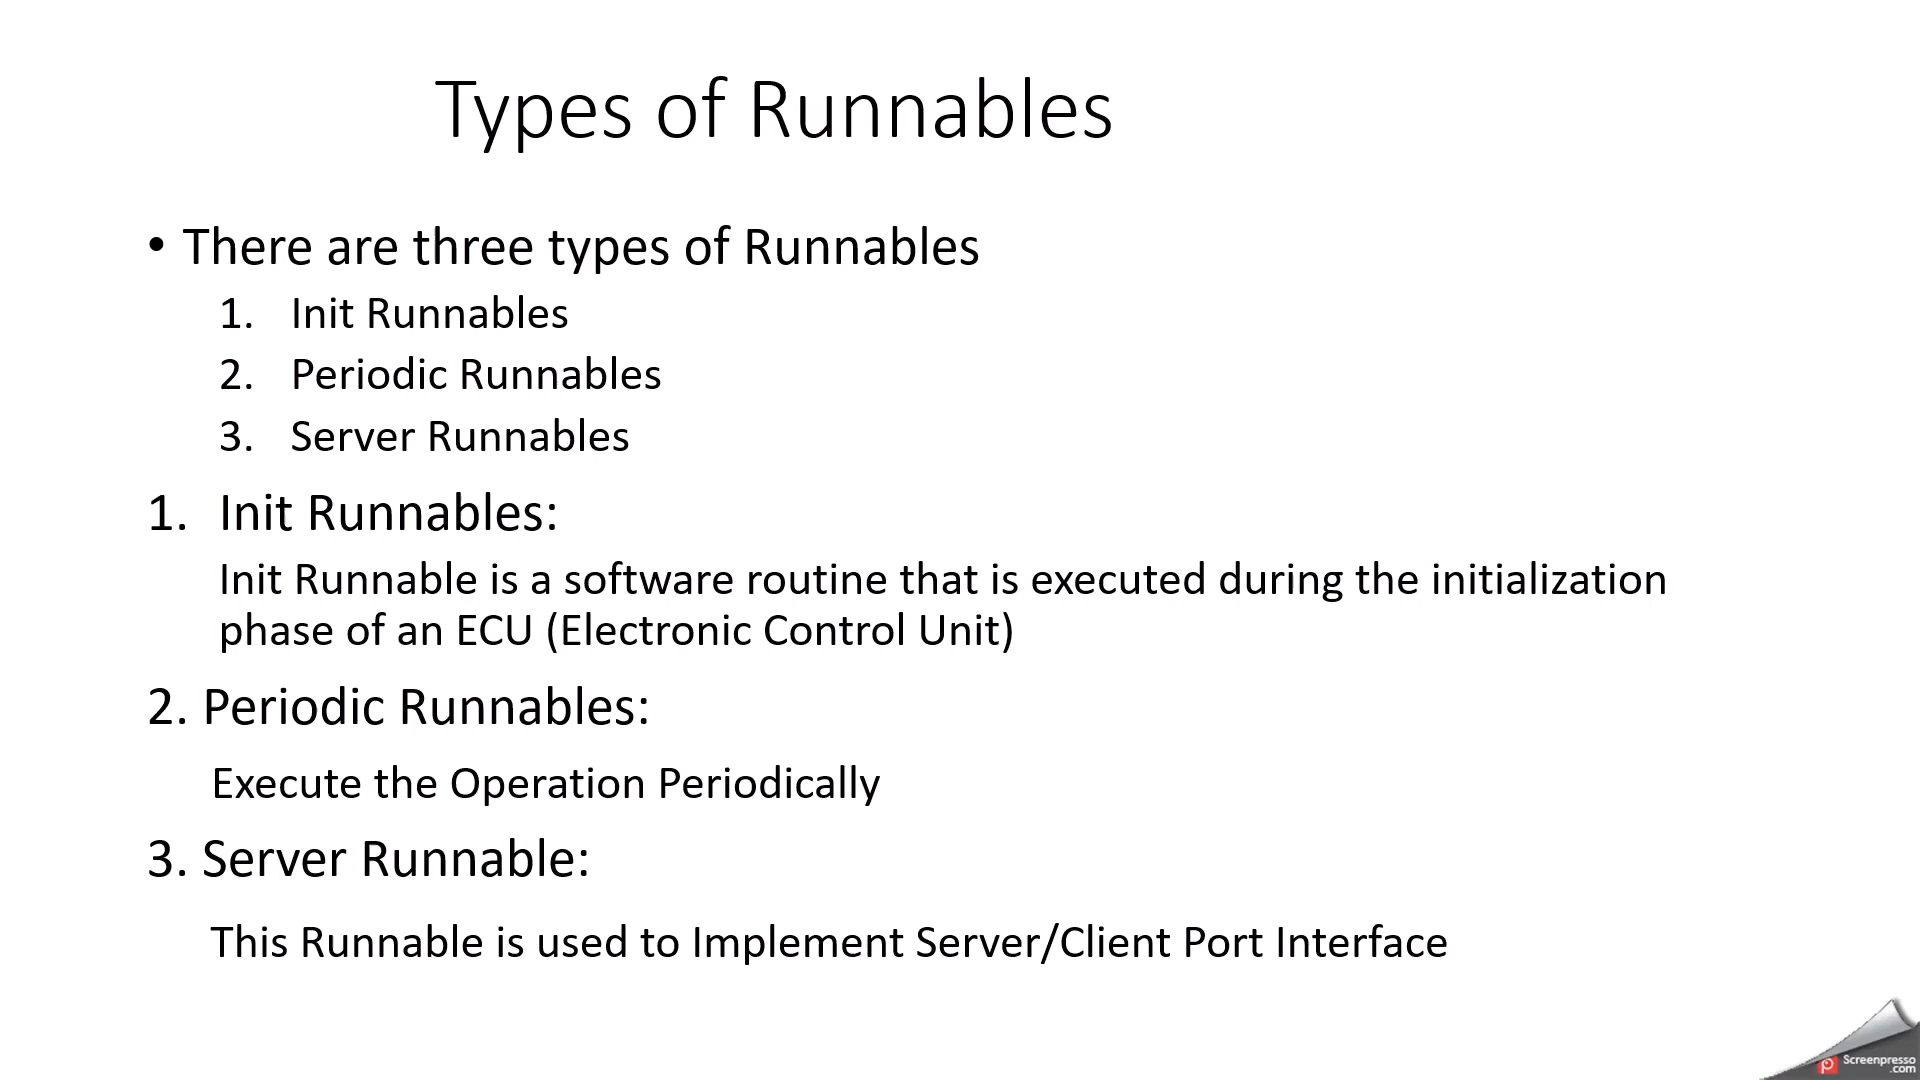 Types of Runnables
• There are three types of Runnables
1. Init Runnables
2. Periodic Runnables
3. Server Runnables
1. Init Runnables:
Init Runnable is a software routine that is executed during the initialization
phase of an ECU (Electronic Control Unit)
2. Periodic Runnables:
Execute the Operation Periodically
3. Server Runnable:
This Runnable is used to Implement Server/Client Port Interface
Screenpresso
.com